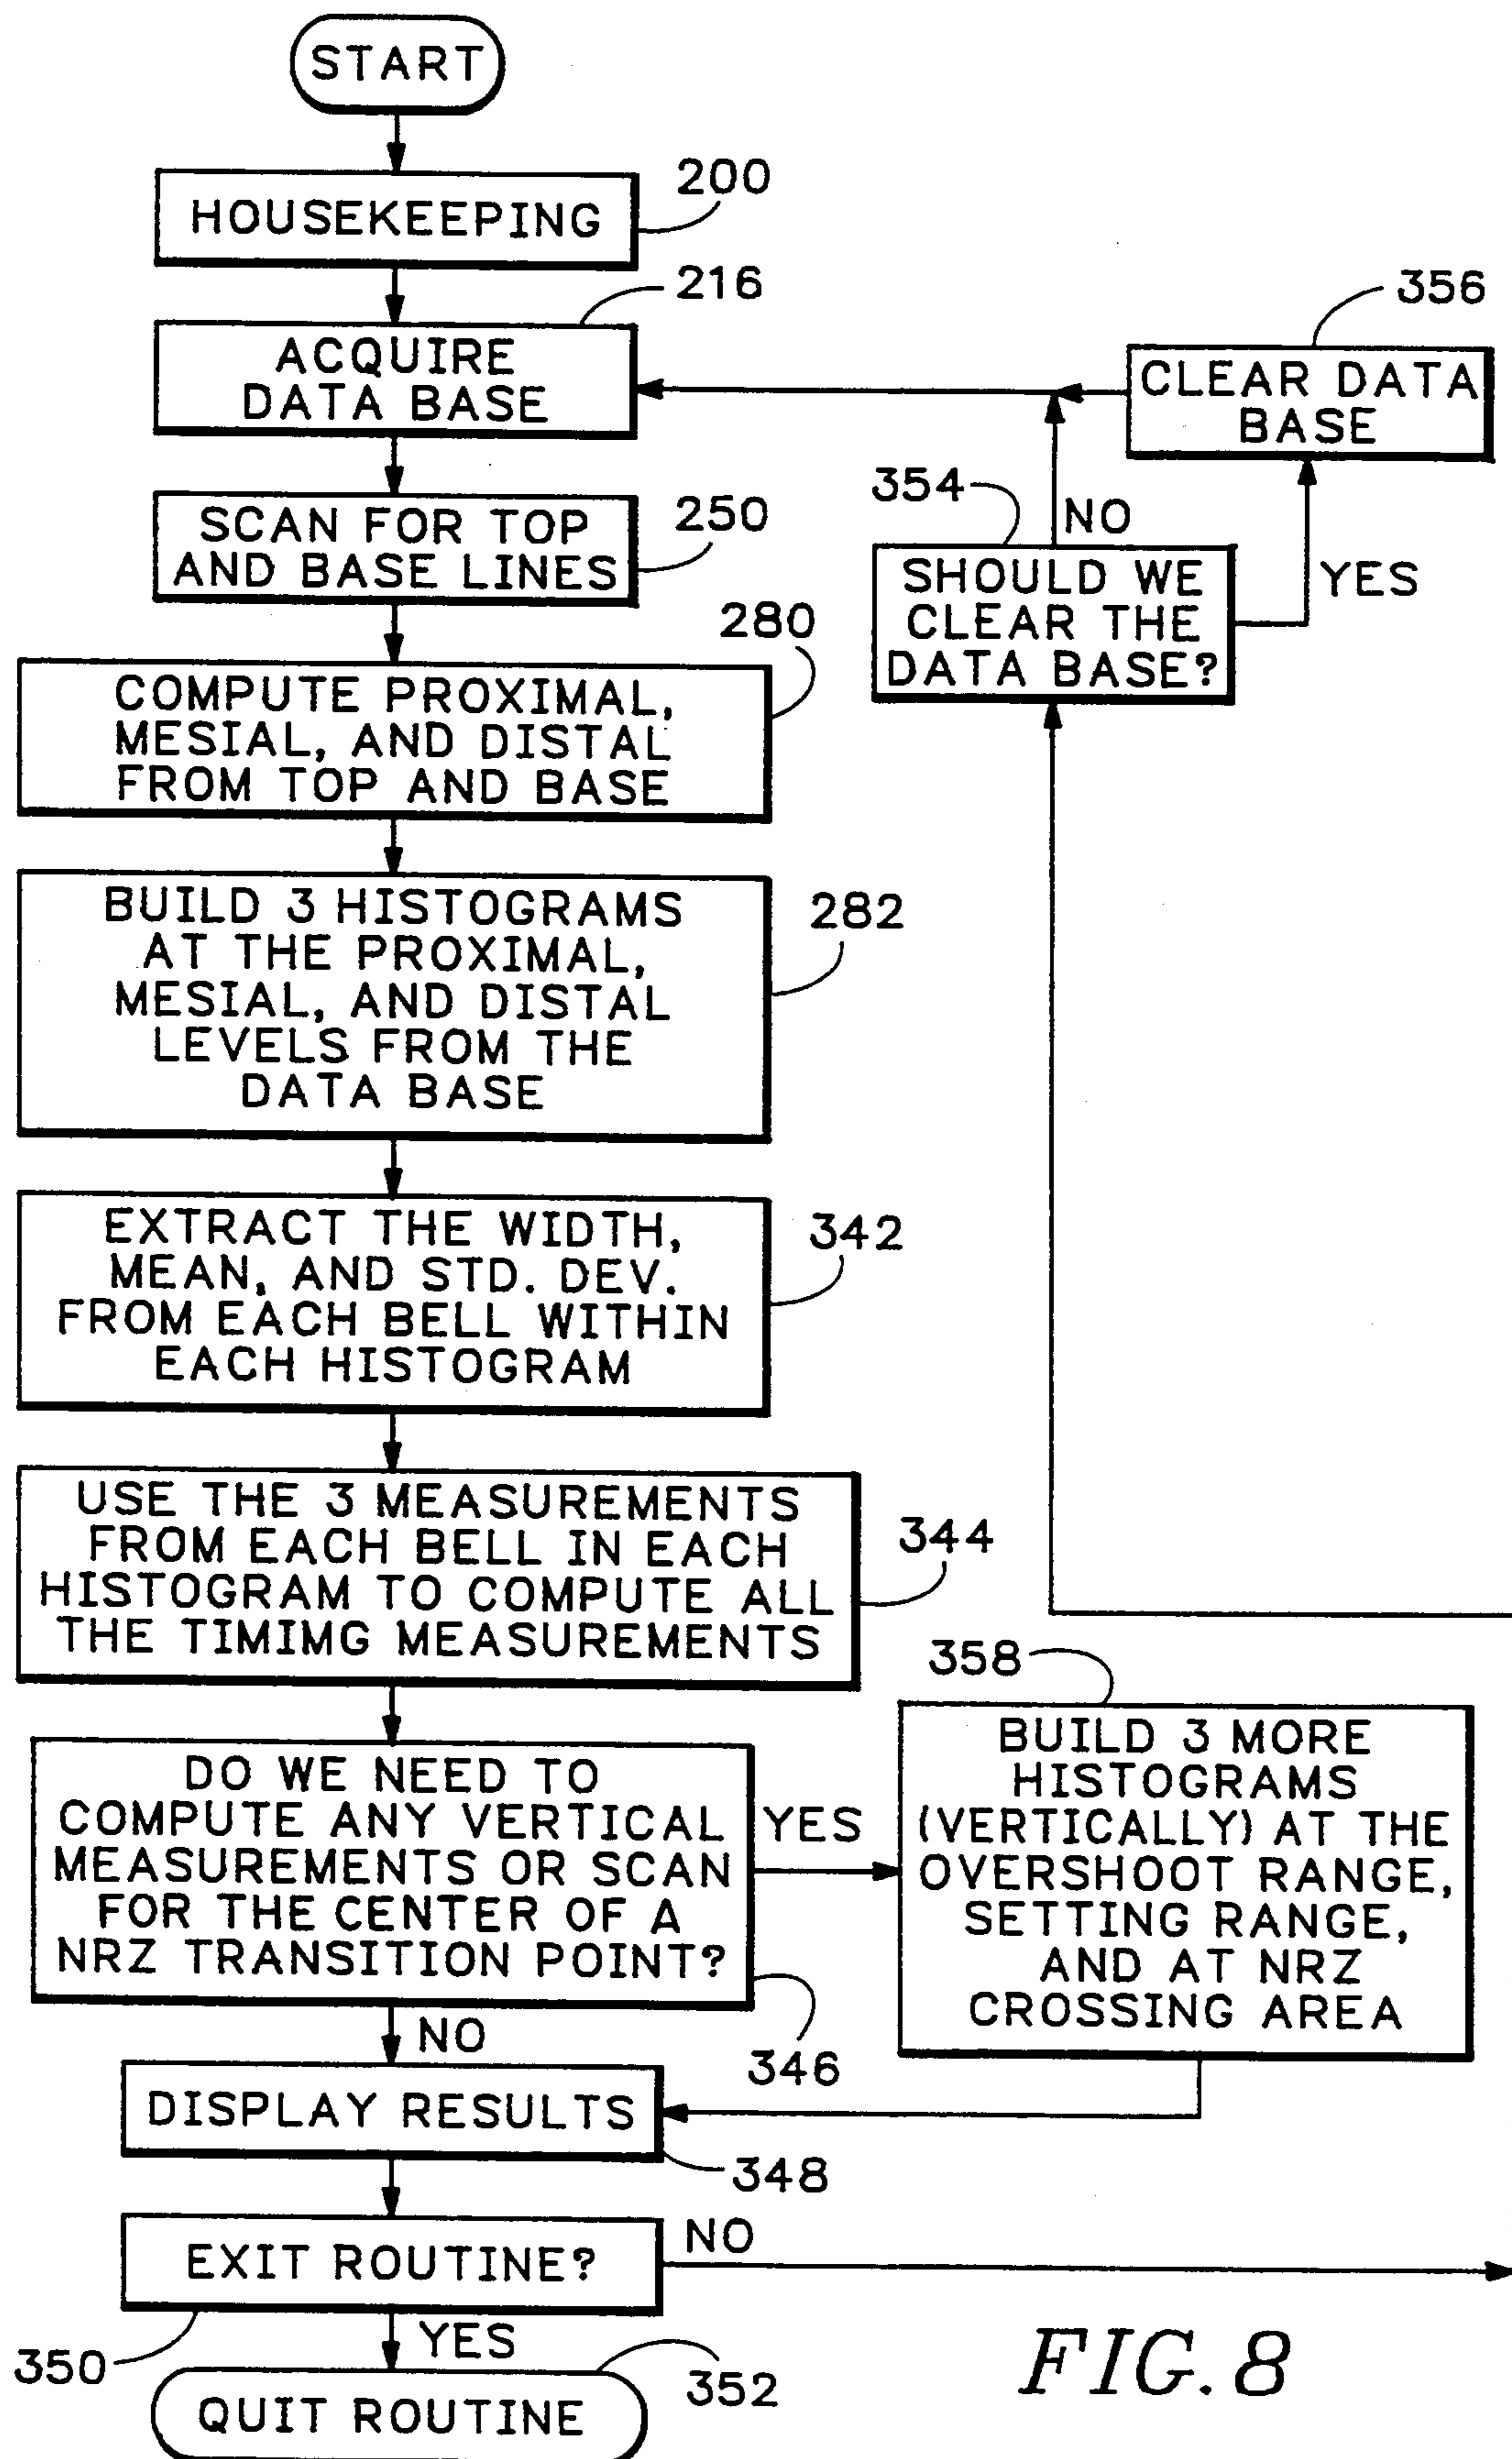 START
HOUSEKEEPING
200
216
ACQUIRE
DATA BASE
356
CLEAR DATA
BASE
SCAN FOR TOP
AND BASE LINES
250
354
NO
YES
SHOULD WE
CLEAR THE
DATA BASE?
280
COMPUTE PROXIMAL,
MESIAL, AND DISTAL
FROM TOP AND BASE
BUILD 3 HISTOGRAMS
AT THE PROXIMAL,
MESIAL, AND DISTAL
LEVELS FROM THE
DATA BASE
282
EXTRACT THE WIDTH,
MEAN, AND STD. DEV.
FROM EACH BELL WITHIN
EACH HISTOGRAM
342
USE THE 3 MEASUREMENTS
FROM EACH BELL IN EACH
HISTOGRAM TO COMPUTE ALL
THE TIMIMG MEASUREMENTS
344
DO WE NEED TO
COMPUTE ANY VERTICAL
MEASUREMENTS OR SCAN
FOR THE CENTER OF A
NRZ TRANSITION POINT?
YES
346
358
BUILD 3 MORE
HISTOGRAMS
(VERTICALLY) AT THE
OVERSHOOT RANGE,
SETTING RANGE,
AND AT NRZ
CROSSING AREA
NO
DISPLAY RESULTS
348
EXIT ROUTINE?
NO
350
YES
352
QUIT ROUTINE
FIG. 8